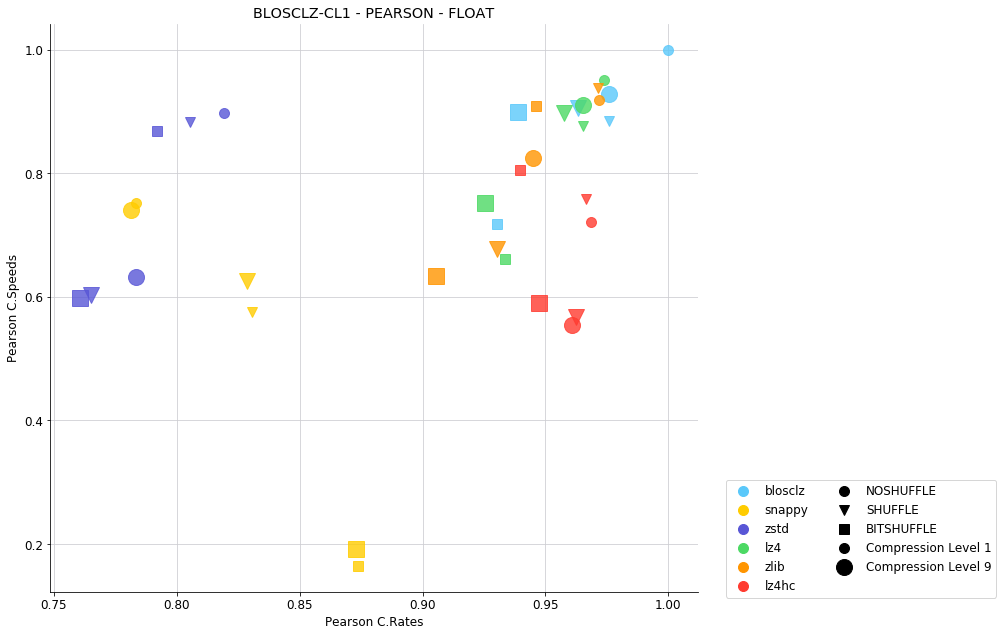 BLOSCLZ-CL1 - PEARSON - FLOAT
1.0
0.8
0.6
0.4
0.2
Pearson C.Speeds
0.75 0.80 0.85 0.90 0.95 1.00
Pearson C.Rates
blosclz
snappy
zstd
lz4
zlib
lz4hc
NOSHUFFLE
SHUFFLE
BITSHUFFLE
Compression Level 1
Compression Level 9